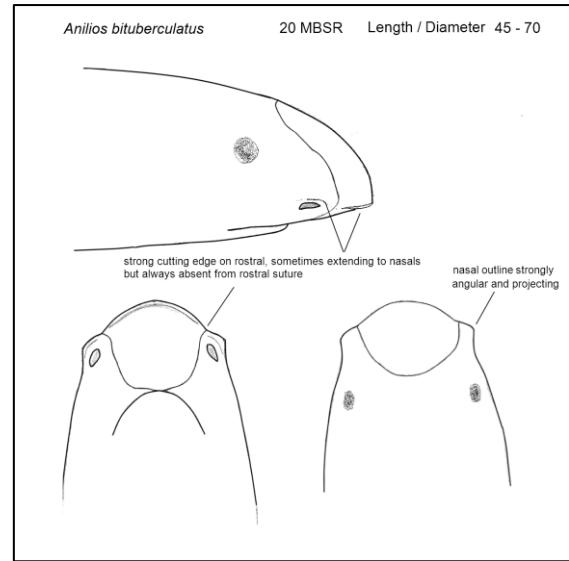 Anilios bituberculatus 20 MBSR Length / Diameter 45 - 70
strong cutting edge on rostral, sometimes extending to nasals
but always absent from rostral suture
nasal outline strongly
angular and projecting